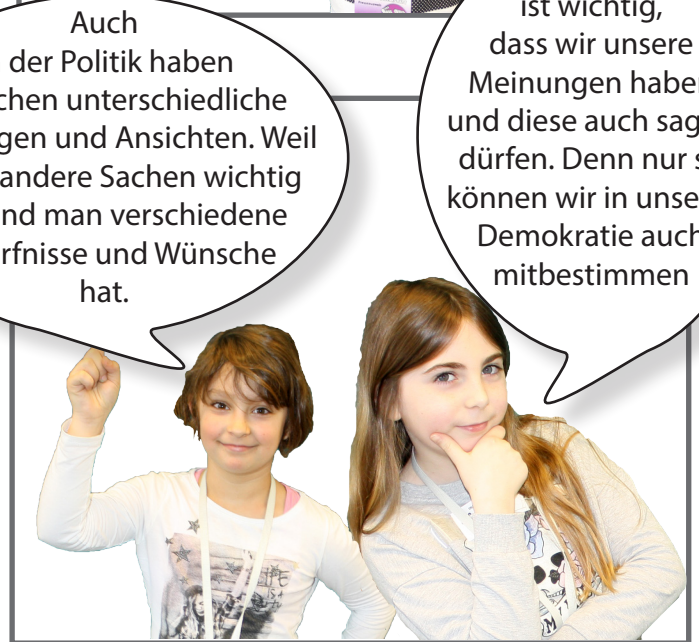 Auch
der Politik haben
chen unterschiedliche
gen und Ansichten. Weil
andere Sachen wichtig
nd man verschiedene
rfnisse und Wünsche
hat.
ist wichtig,
dass wir unsere
Meinungen haben
und diese auch sag
dürfen. Denn nur s
können wir in unse
Demokratie auch
mitbestimmen